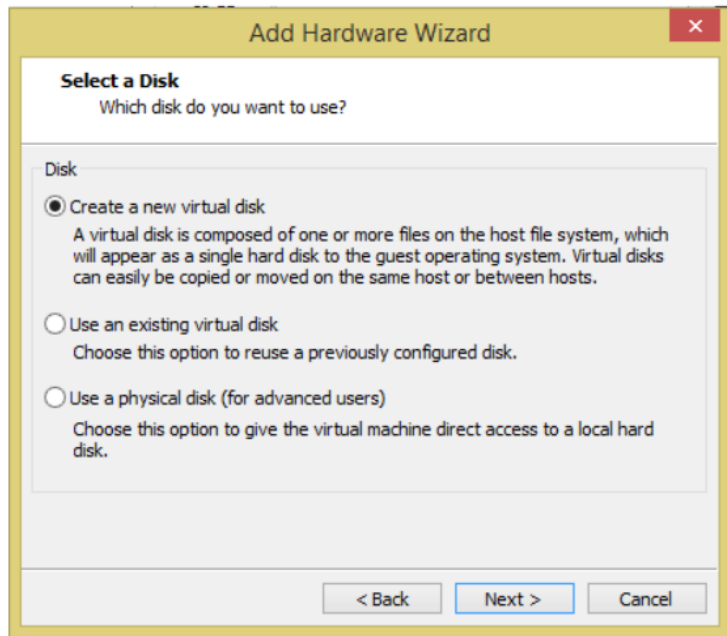 Add Hardware Wizard
Select a Disk
Which disk do you want to use?
Disk
Create a new virtual disk
A virtual disk is composed of one or more files on the host file system, which
will appear as a single hard disk to the guest operating system. Virtual disks
can easily be copied or moved on the same host or between hosts.
Use an existing virtual disk
Choose this option to reuse a previously configured disk.
Use a physical disk (for advanced users)
Choose this option to give the virtual machine direct access to a local hard
disk.
< Back
Next >
Cancel